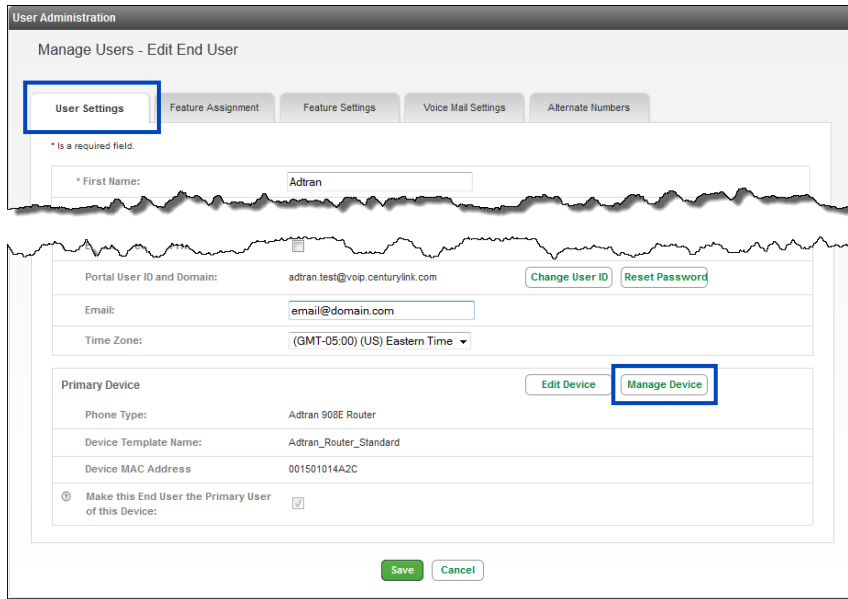 User Administration
Manage Users - Edit End User
User Settings
Feature Assignment
Feature Settings
Voice Mail Settings
Alternate Numbers
* Is a required field.
* First Name:
Adtran
Portal User ID and Domain:
adtran.test@voip.centurylink.com
Change User ID
Reset Password
Email:
email@domain.com
Time Zone:
(GMT-05:00) (US) Eastern Time
Primary Device
Edit Device
Manage Device
Phone Type:
Adtran 908E Router
Device Template Name:
Adtran_Router_Standard
Device MAC Address
001501014A2C
Make this End User the Primary User
of this Device:
Save
Cancel